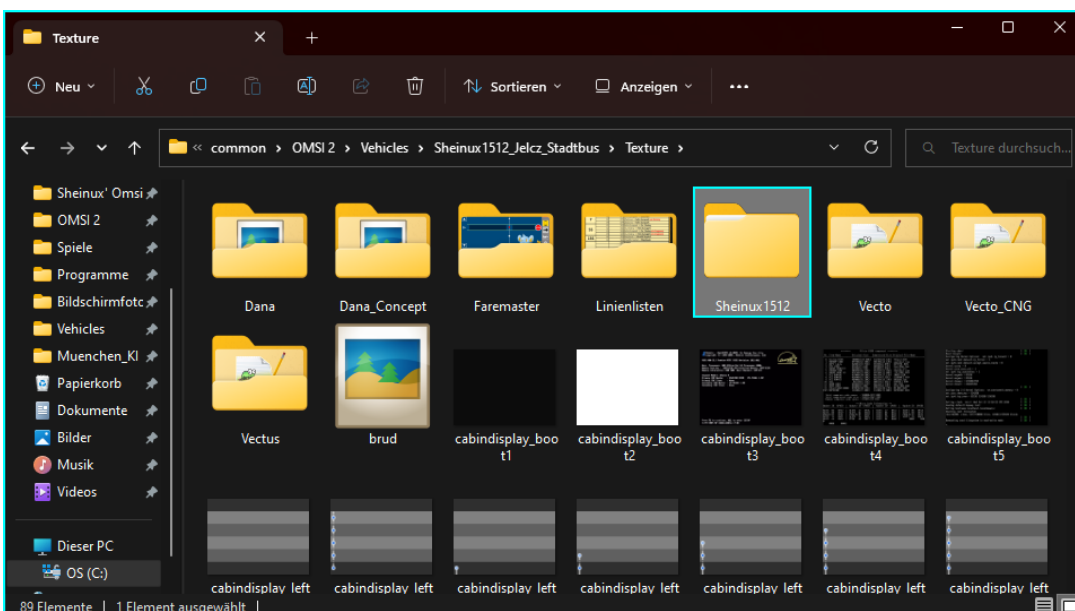 Texture
Neu
Sortieren
Anzeigen
« common > OMSI 2 > Vehicles > Sheinux1512_Jelcz_Stadtbus > Texture >
Texture durchsuch...
Sheinux' Omsi
OMSI 2
Spiele
Programme
Bildschirmfotc
Vehicles
Muenchen_KI
Papierkorb
Dokumente
Bilder
Musik
Videos
Dieser PC
OS (C:)
Dana
Dana_Concept
Faremaster
Linienlisten
Sheinux1512
Vecto
Vecto_CNG
Vectus
brud
cabindisplay_boo
t1
cabindisplay_boo
t2
cabindisplay_boo
t3
cabindisplay_boo
t4
cabindisplay_boo
t5
cabindisplay_left
cabindisplay_left
cabindisplay_left
cabindisplay_left
cabindisplay_left
cabindisplay_left
cabindisplay_left
89 Elemente | 1 Element ausgewählt |